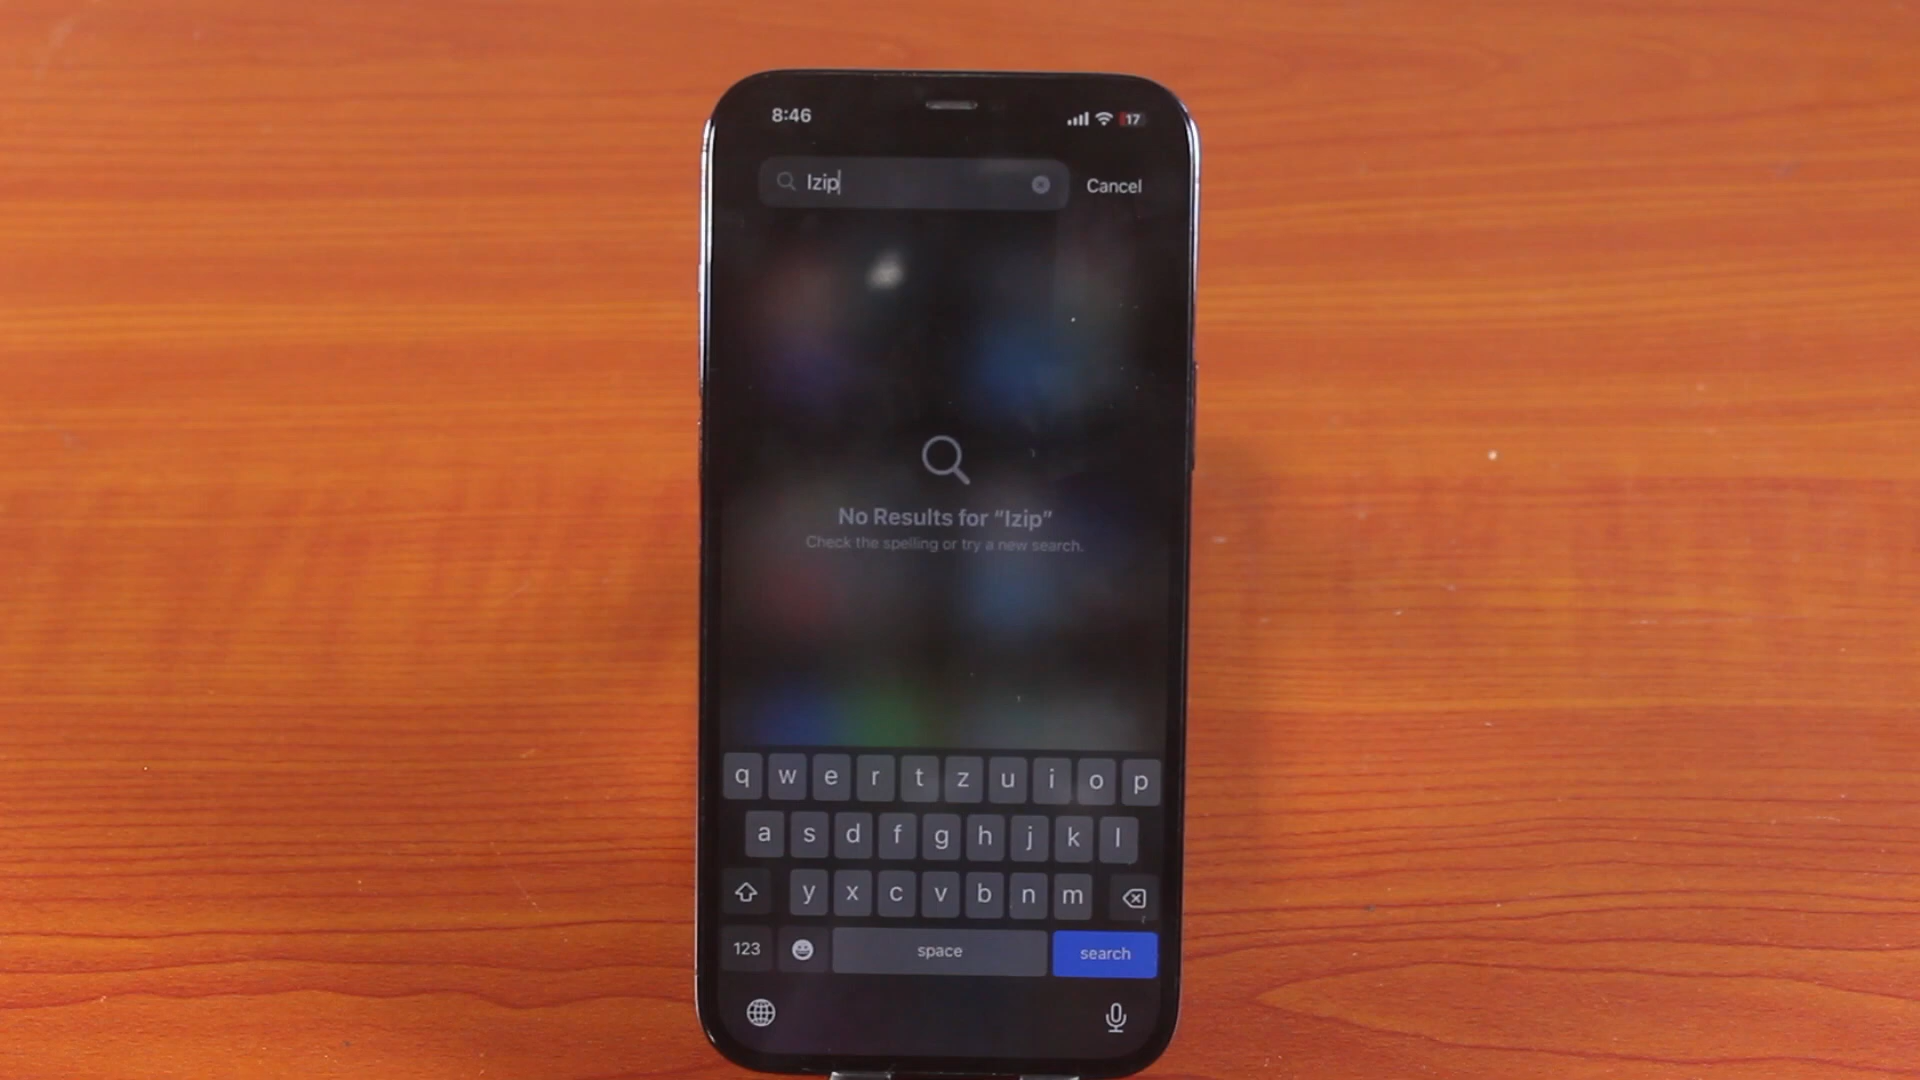 8:46
17
Izip
Cancel
No Results for “Izip”
Check the spelling or try a new search.
q w e r t z u i o p
a s d f g h j k l
y x c v b n m
123
space
search